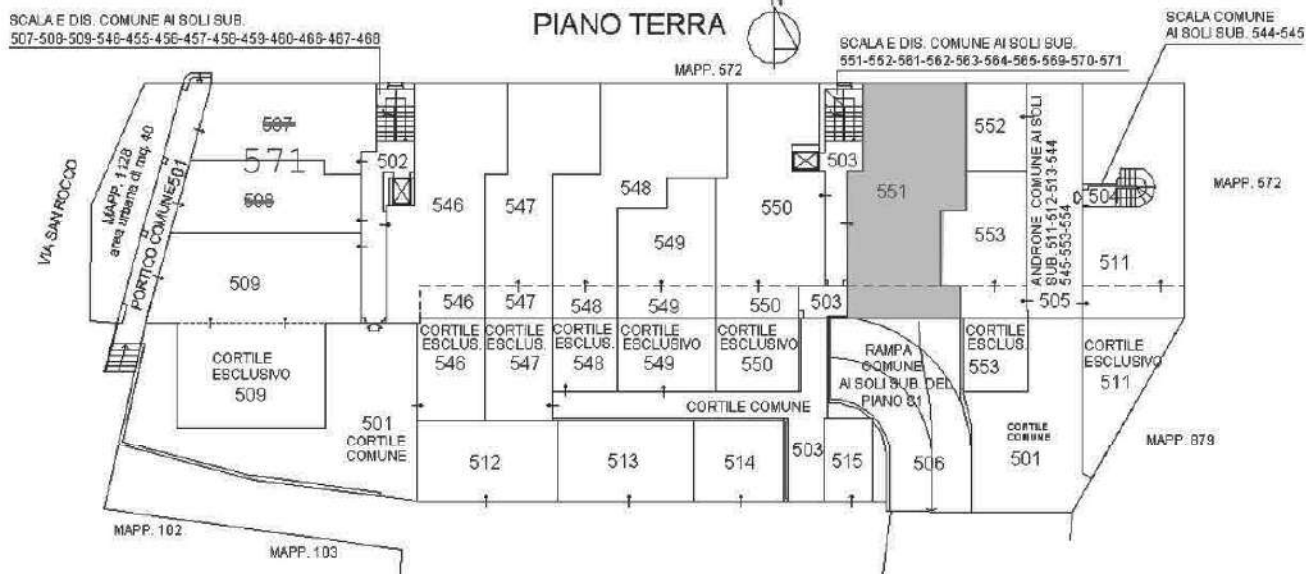 SCALA E DIS. COMUNE AI SOLI SUB.
507-508-509-546-455-456-457-458-459-460-466-467-468
PIANO TERRA
N
SCALA COMUNE
AI SOLI SUB. 544-545
SCALA E DIS. COMUNE AI SOLI SUB.
551-552-561-562-563-564-565-569-570-571
MAPP. 572
VIA SAN ROCCO
MAPP. 1128
area urbana di mq. 40
PORTICO COMUNE 501
507
571
508
509
502
546
547
548
549
550
503
551
552
553
ANDRONE COMUNE AI SOLI
SUB. 511-512-513-544
545-553-554
504
511
MAPP. 572
546
547
548
549
550
503
505
CORTILE
ESCLUSIVO
509
CORTILE
ESCLUS.
546
CORTILE
ESCLUS.
547
CORTILE
ESCLUS.
548
CORTILE
ESCLUSIVO
549
CORTILE
ESCLUSIVO
550
RAMPA
COMUNE
AI SOLI SUB. DEL
PIANO S1
CORTILE
ESCLUS.
553
CORTILE
ESCLUSIVO
511
501
CORTILE
COMUNE
CORTILE COMUNE
512
513
514
503
515
506
CORTILE
COMUNE
501
MAPP. 879
MAPP. 102
MAPP. 103